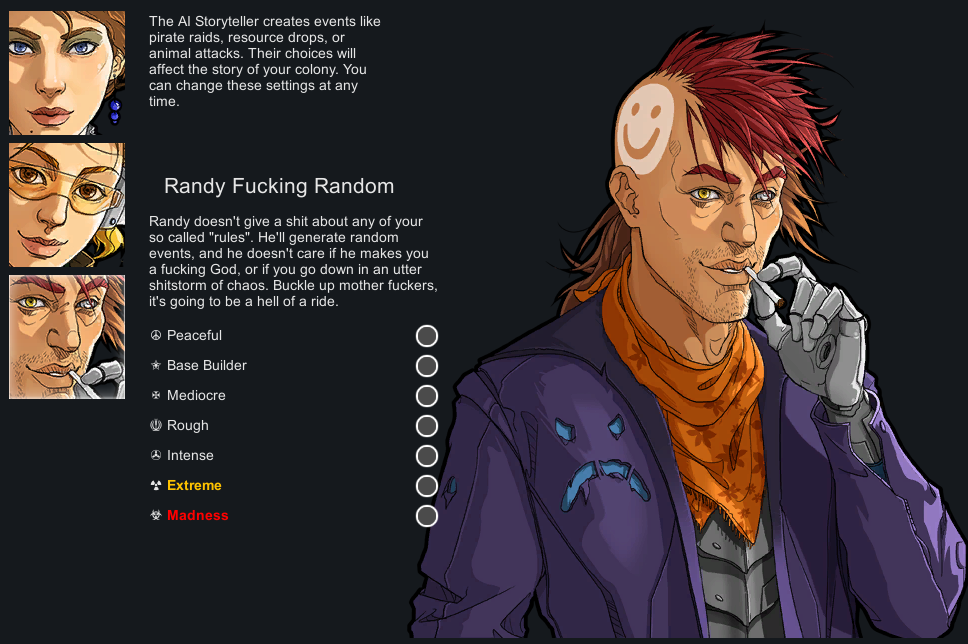 The AI Storyteller creates events like
pirate raids, resource drops, or
animal attacks. Their choices will
affect the story of your colony. You
can change these settings at any
time.
Randy Fucking Random
Randy doesn't give a shit about any of your
so called "rules". He'll generate random
events, and he doesn't care if he makes you
a fucking God, or if you go down in an utter
shitstorm of chaos. Buckle up mother fuckers,
it's going to be a hell of a ride.
Peaceful
Base Builder
Mediocre
Rough
Intense
Extreme
Madness